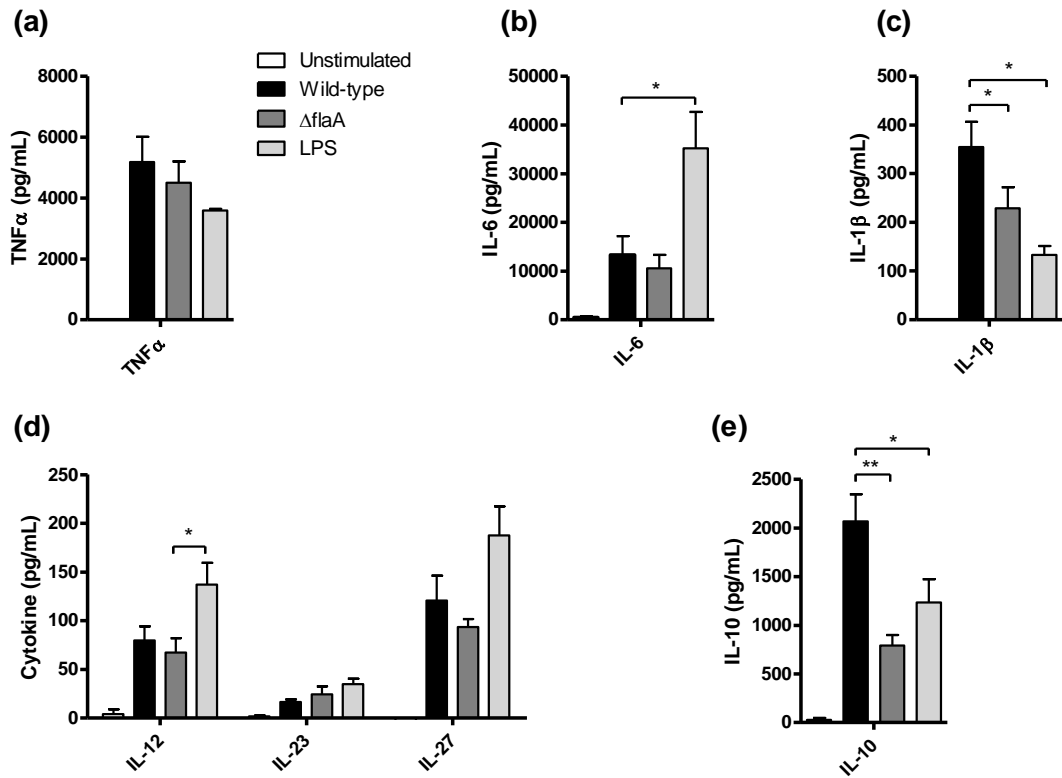 (a)
TNFα (pg/mL)
8000
6000
4000
2000
0
TNFα
Unstimulated
Wild-type
ΔflaA
LPS
(b)
IL-6 (pg/mL)
50000
40000
30000
20000
10000
0
*
IL-6
(c)
IL-1β (pg/mL)
500
400
300
200
100
0
*
*
IL-1β
(d)
Cytokine (pg/mL)
250
200
150
100
50
0
*
IL-12
IL-23
IL-27
(e)
IL-10 (pg/mL)
2500
2000
1500
1000
500
0
*
**
IL-10